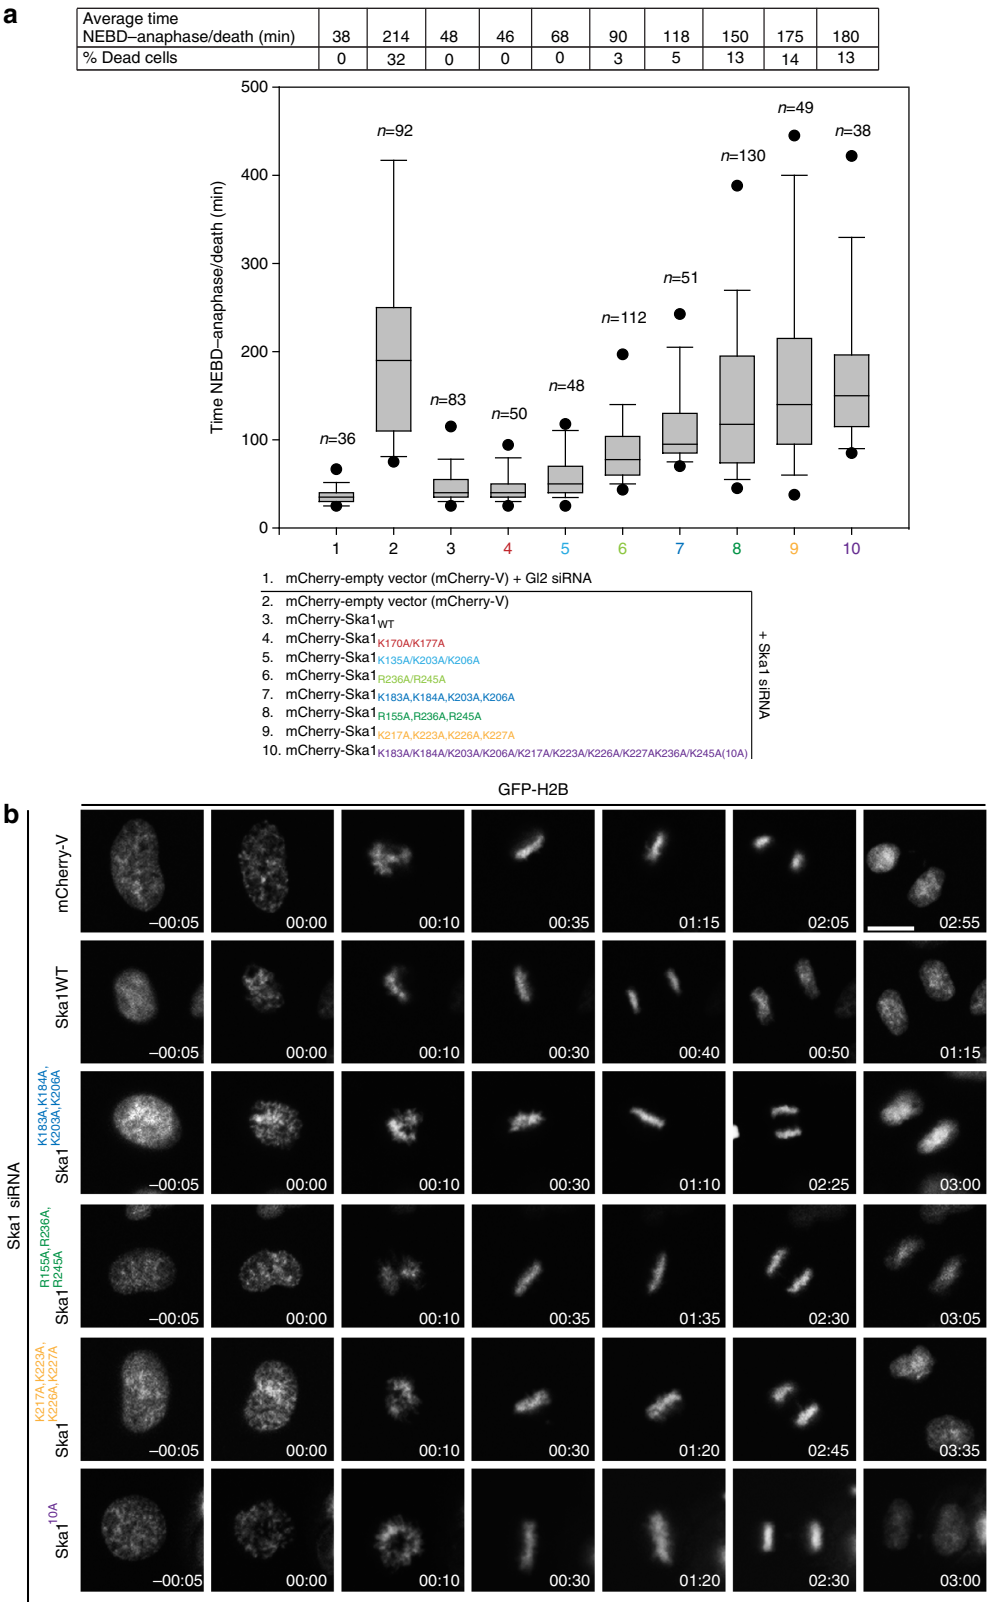 a
Average time
NEBD–anaphase/death (min) 38 214 48 46 68 90 118 150 175 180
% Dead cells 0 32 0 0 0 3 5 13 14 13
Time NEBD–anaphase/death (min)
500
400
300
200
100
0
n=36
n=92
n=83
n=50
n=48
n=112
n=51
n=130
n=49
n=38
1 2 3 4 5 6 7 8 9 10
1. mCherry-empty vector (mCherry-V) + Gl2 siRNA
2. mCherry-empty vector (mCherry-V)
3. mCherry-Ska1WT
4. mCherry-Ska1K170A/K177A
5. mCherry-Ska1K135A/K203A/K206A
6. mCherry-Ska1R236A/R245A
7. mCherry-Ska1K183A,K184A,K203A,K206A
8. mCherry-Ska1R155A,R236A,R245A
9. mCherry-Ska1K217A,K223A,K226A,K227A
10. mCherry-Ska1K183A/K184A/K203A/K206A/K217A/K223A/K226A/K227AK236A/K245A(10A)
+ Ska1 siRNA
b
GFP-H2B
Ska1 siRNA
mCherry-V
–00:05 00:00 00:10 00:35 01:15 02:05 02:55
Ska1WT
–00:05 00:00 00:10 00:30 00:40 00:50 01:15
Ska1K183A,K184A,
K203A,K206A
–00:05 00:00 00:10 00:30 01:10 02:25 03:00
Ska1R155A,R236A,
R245A
–00:05 00:00 00:10 01:35 01:35 02:30 03:05
Ska1K217A,K223A,
K226A,K227A
–00:05 00:00 00:10 00:30 01:20 02:45 03:35
Ska110A
–00:05 00:00 00:10 00:30 01:20 02:30 03:00